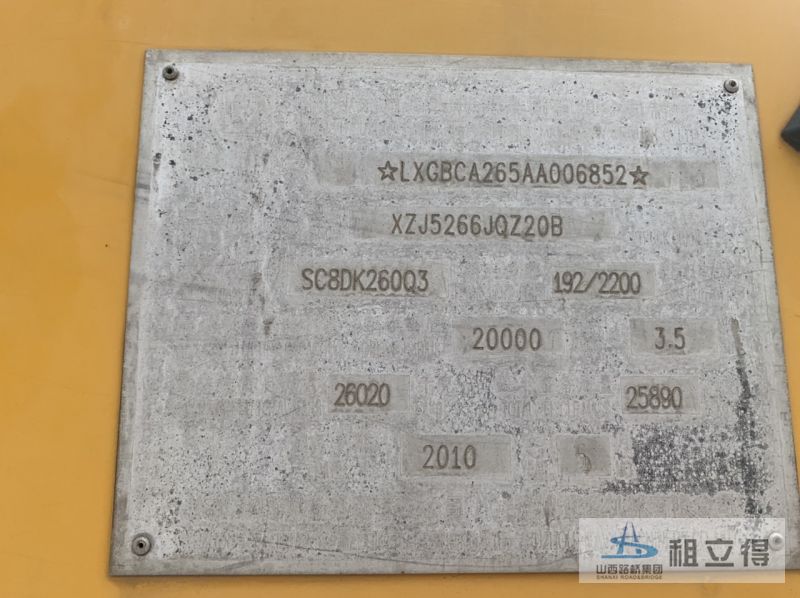 ☆LXGBCA265AA006852☆
XZJ5266JQZ20B
SC8DK260Q3 192/2200
20000 3.5
26020 25890
2010
山西路桥集团 租立得
SHANXI ROAD&BRIDGE